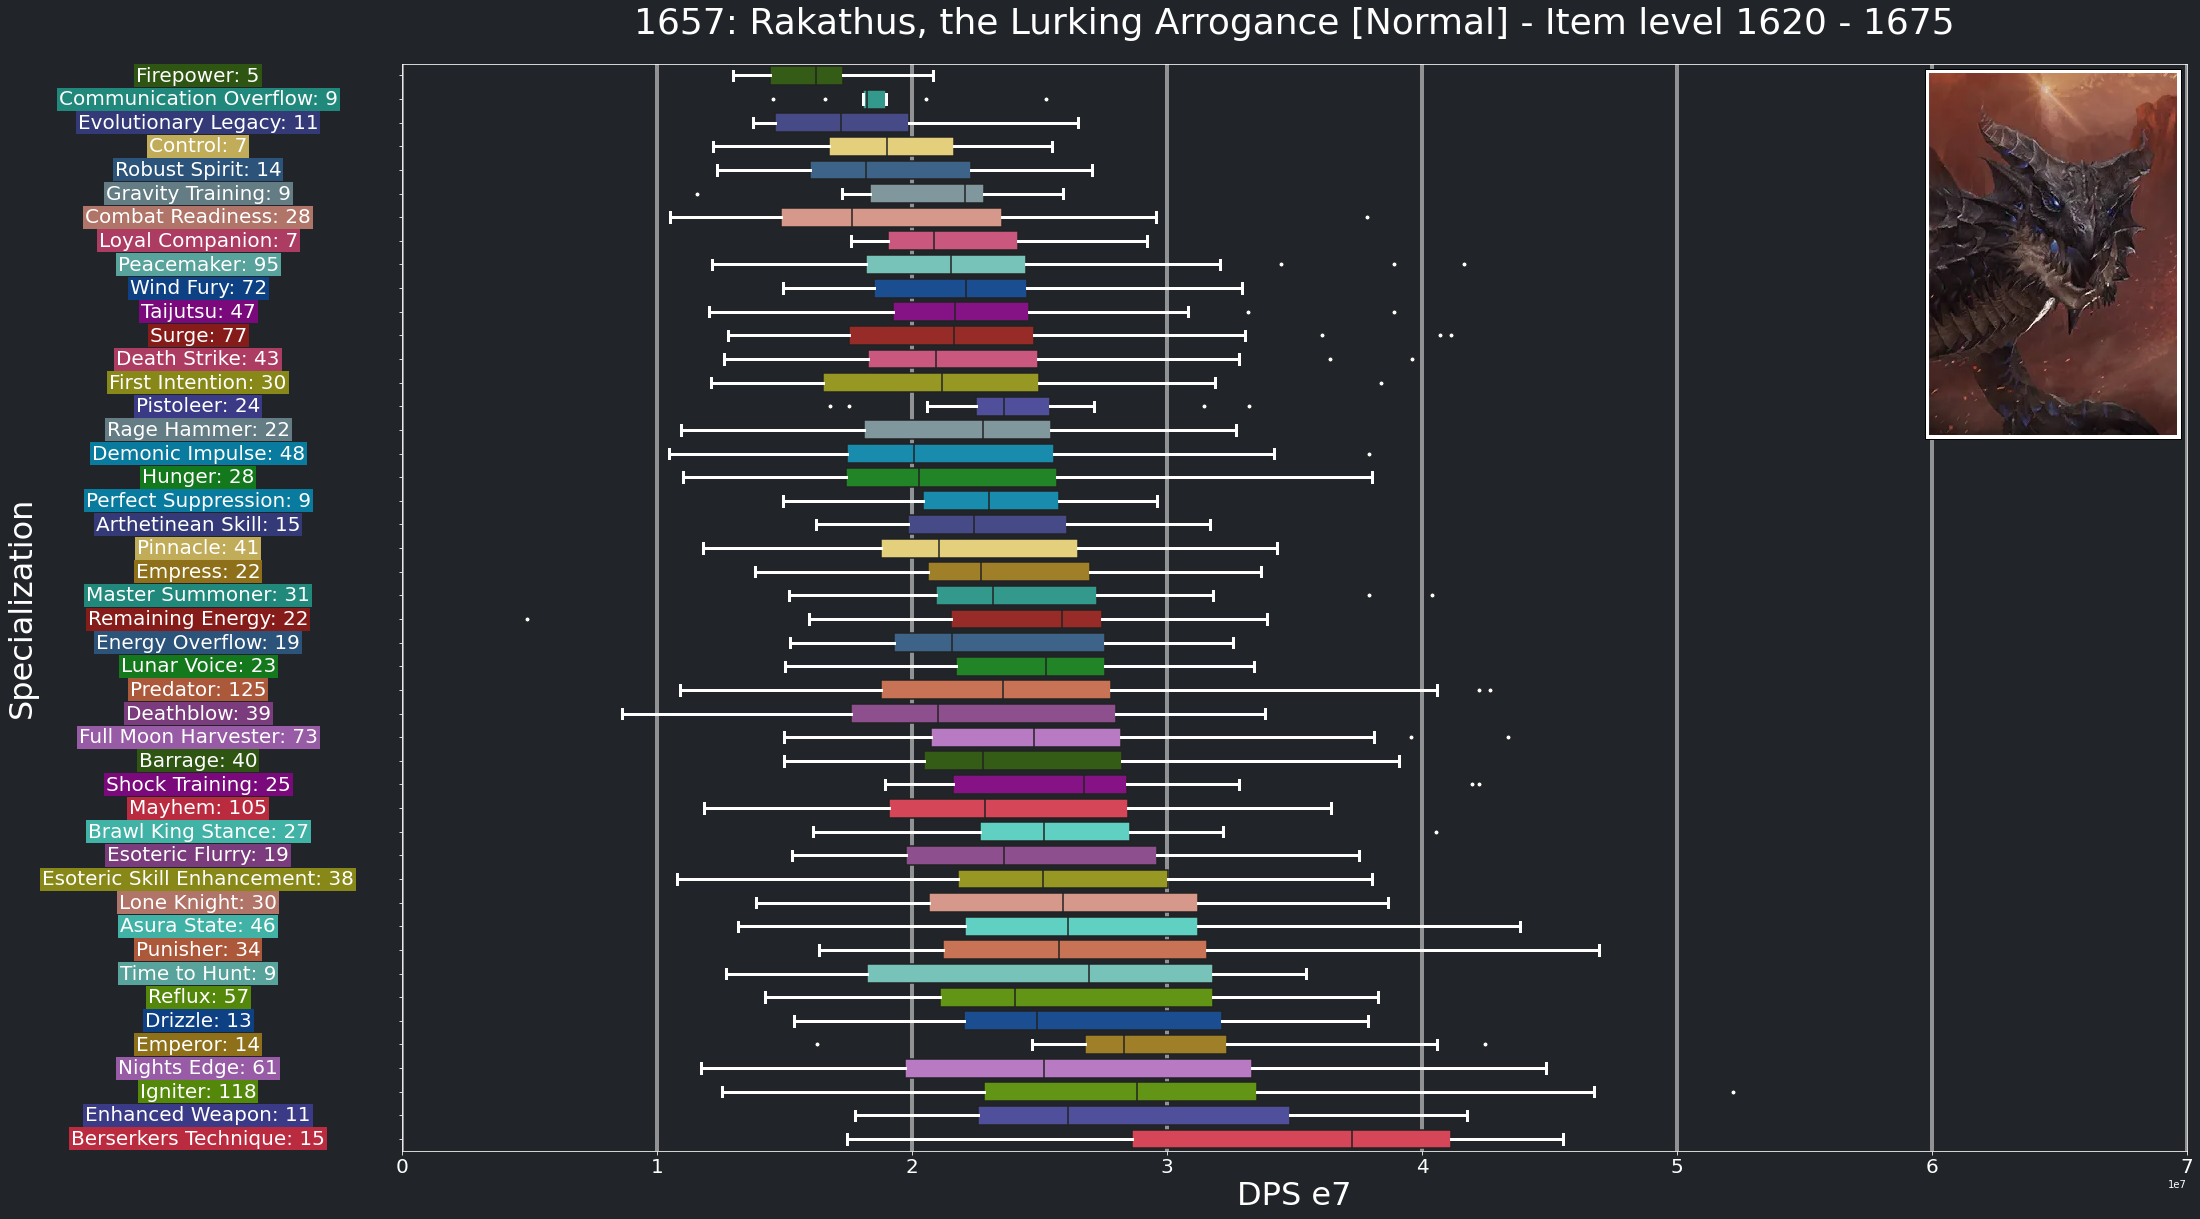 1657: Rakathus, the Lurking Arrogance [Normal] - Item level 1620 - 1675
Specialization
Firepower: 5
Communication Overflow: 9
Evolutionary Legacy: 11
Control: 7
Robust Spirit: 14
Gravity Training: 9
Combat Readiness: 28
Loyal Companion: 7
Peacemaker: 95
Wind Fury: 72
Taijutsu: 47
Surge: 77
Death Strike: 43
First Intention: 30
Pistoleer: 24
Rage Hammer: 22
Demonic Impulse: 48
Hunger: 28
Perfect Suppression: 9
Arthetinean Skill: 15
Pinnacle: 41
Empress: 22
Master Summoner: 31
Remaining Energy: 22
Energy Overflow: 19
Lunar Voice: 23
Predator: 125
Deathblow: 39
Full Moon Harvester: 73
Barrage: 40
Shock Training: 25
Mayhem: 105
Brawl King Stance: 27
Esoteric Flurry: 19
Esoteric Skill Enhancement: 38
Lone Knight: 30
Asura State: 46
Punisher: 34
Time to Hunt: 9
Reflux: 57
Drizzle: 13
Emperor: 14
Nights Edge: 61
Igniter: 118
Enhanced Weapon: 11
Berserkers Technique: 15
0 1 2 3 4 5 6 7
1e7
DPS e7